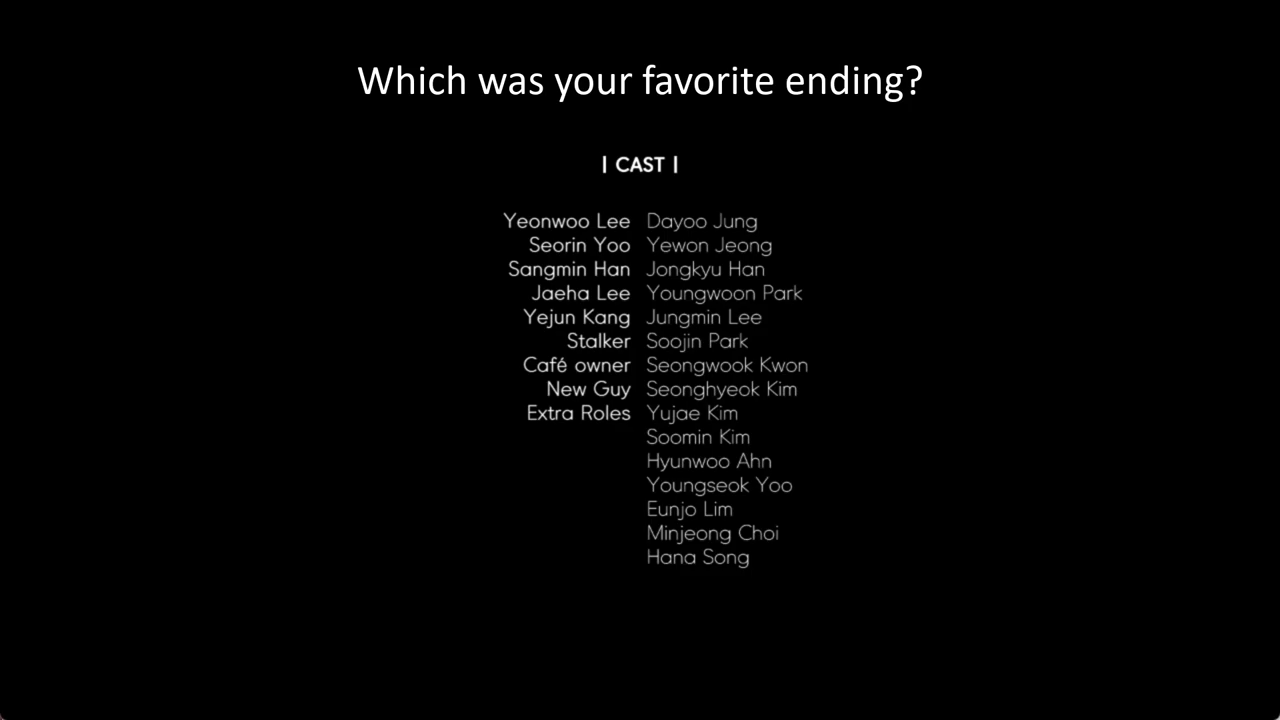 Which was your favorite ending?
| CAST |
Yeonwoo Lee Dayoo Jung
Seorin Yoo Yewon Jeong
Sangmin Han Jongkyu Han
Jaeha Lee Youngwoon Park
Yejun Kang Jungmin Lee
Stalker Soojin Park
Café owner Seongwook Kwon
New Guy Seonghyeok Kim
Extra Roles Yujae Kim
Soomin Kim
Hyunwoo Ahn
Youngseok Yoo
Eunjo Lim
Minjeong Choi
Hana Song